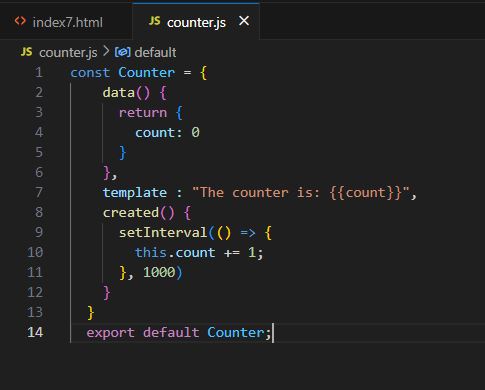 index7.html
JS counter.js ×
JS counter.js > default
1 const Counter = {
2 data() {
3 return {
4 count: 0
5 }
6 },
7 template : "The counter is: {{count}}",
8 created() {
9 setInterval(() => {
10 this.count += 1;
11 }, 1000)
12 }
13 }
14 export default Counter;